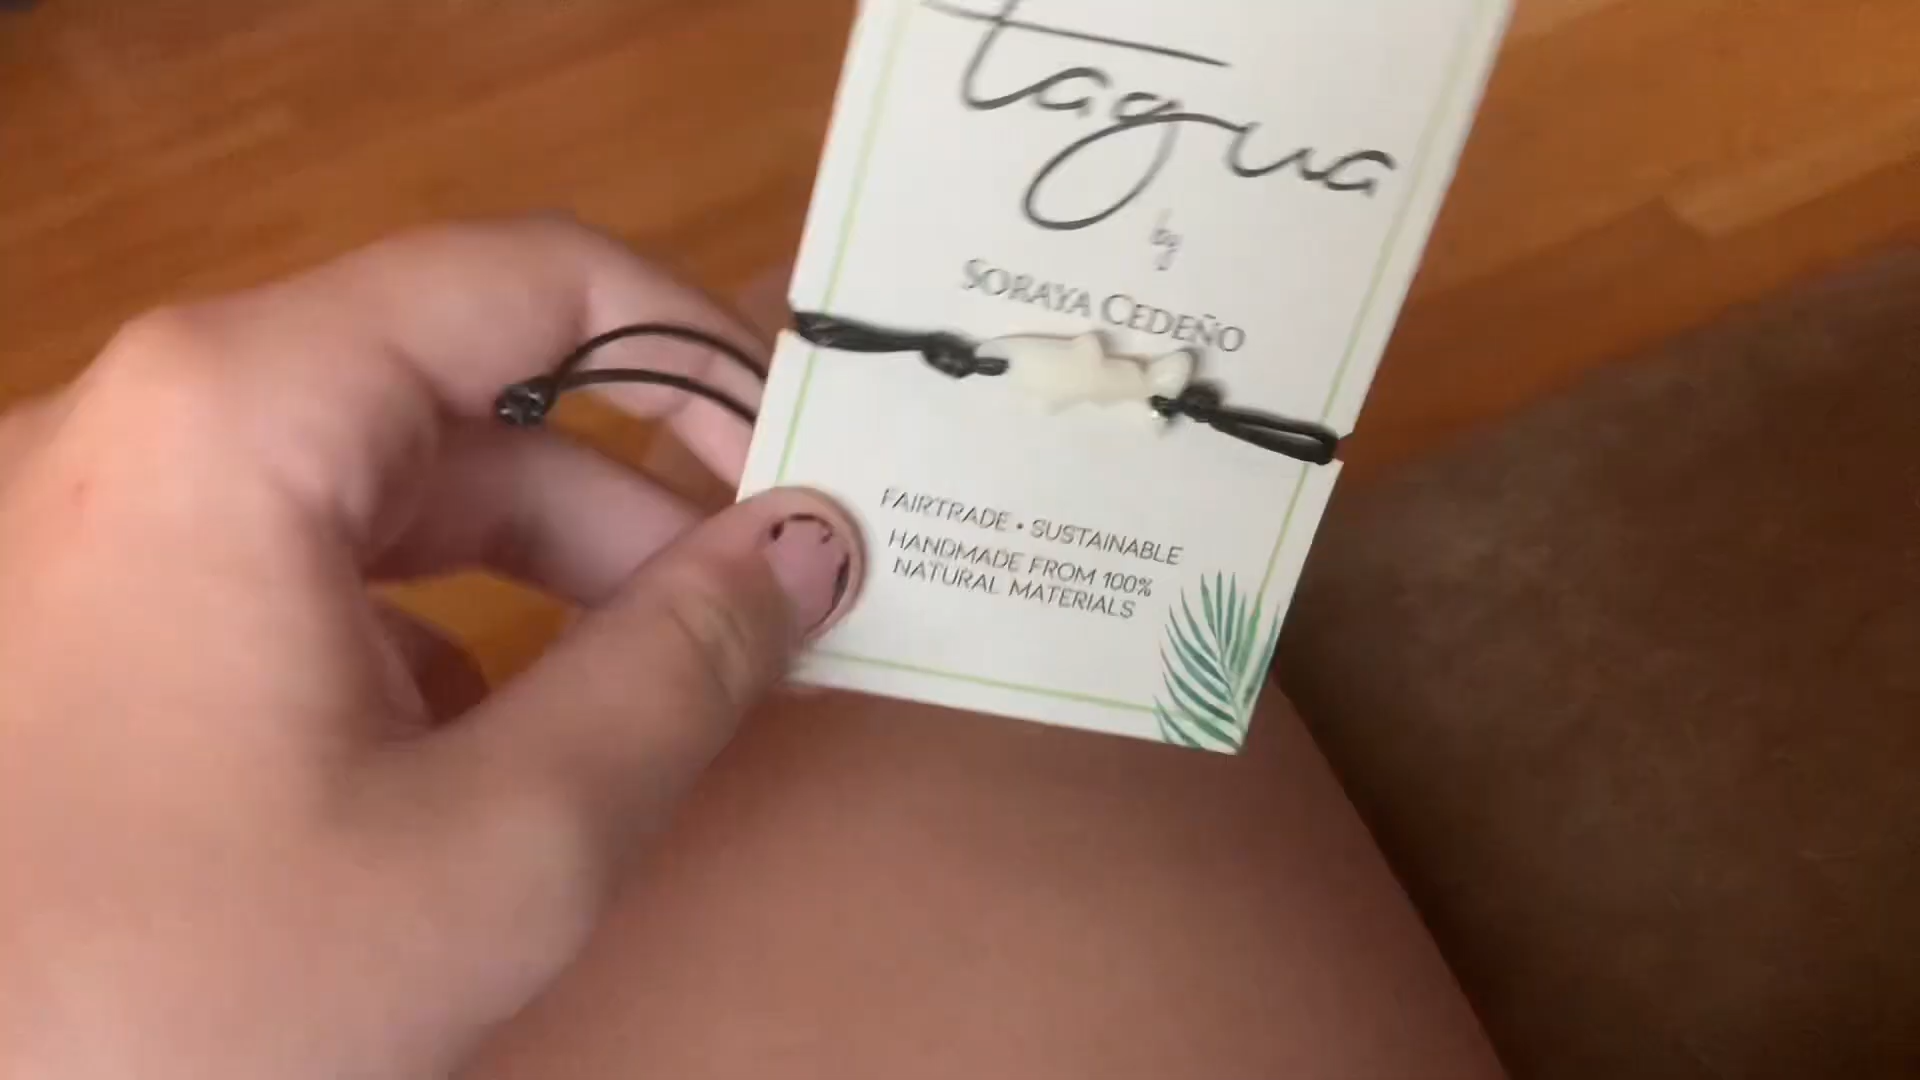 tagua
by
SORAYA CEDEÑO
FAIRTRADE • SUSTAINABLE
HANDMADE FROM 100%
NATURAL MATERIALS